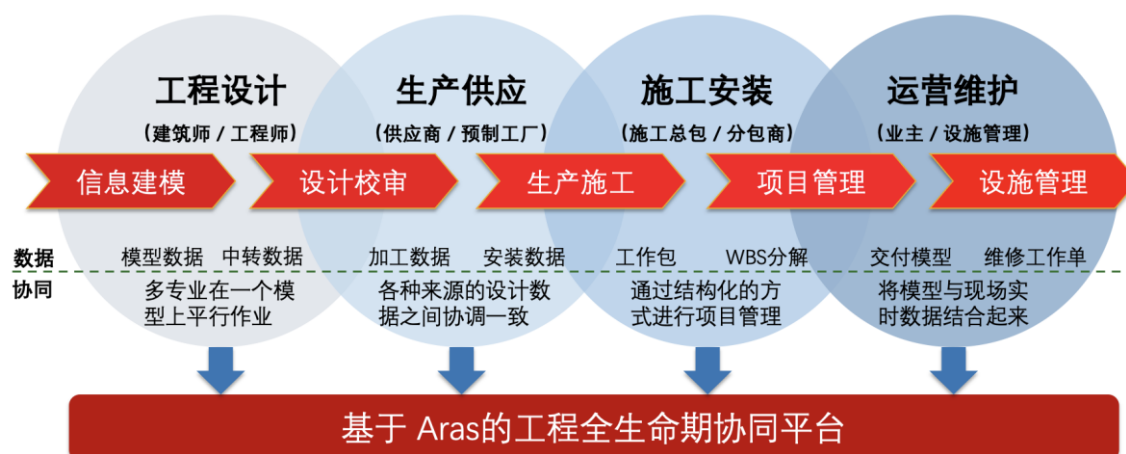 工程设计 生产供应 施工安装 运营维护
（建筑师 / 工程师） （供应商 / 预制工厂） （施工总包 / 分包商） （业主 / 设施管理）
信息建模 设计校审 生产施工 项目管理 设施管理
数据 模型数据 中转数据 加工数据 安装数据 工作包 WBS分解 交付模型 维修工作单
协同 多专业在一个模 各种来源的设计数 通过结构化的方 将模型与现场实
型上平行作业 据之间协调一致 式进行项目管理 时数据结合起来
基于 Aras的工程全生命期协同平台